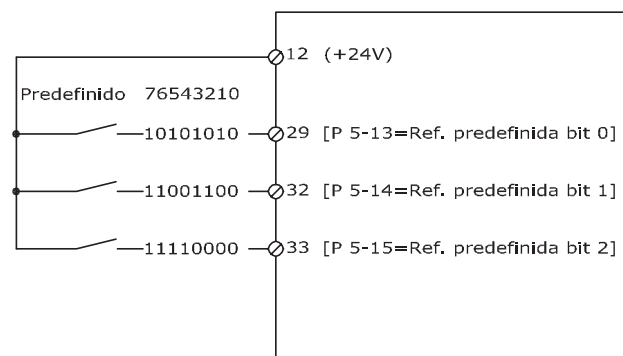 12 (+24V)
Predefinido 76543210
10101010 29 [P 5-13=Ref. predefinida bit 0]
11001100 32 [P 5-14=Ref. predefinida bit 1]
11110000 33 [P 5-15=Ref. predefinida bit 2]